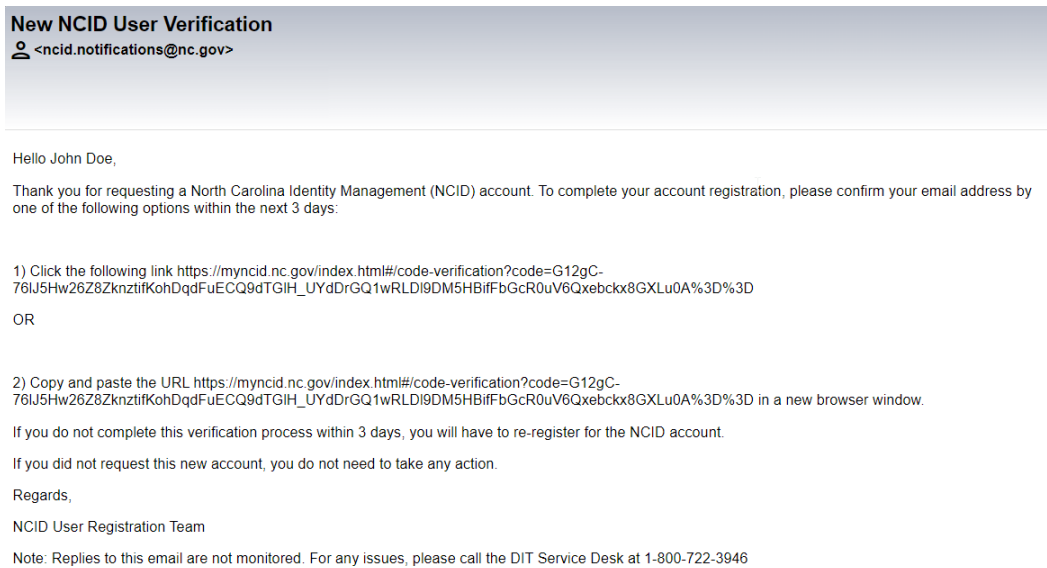 New NCID User Verification
<ncid.notifications@nc.gov>
Hello John Doe,
Thank you for requesting a North Carolina Identity Management (NCID) account. To complete your account registration, please confirm your email address by
one of the following options within the next 3 days:
1) Click the following link https://myncid.nc.gov/index.html#/code-verification?code=G12gC-
76IJ5Hw26Z8ZknztifKohDqdFuECQ9dTGIH_UYdDrGQ1wRLDI9DM5HBifFbGcR0uV6Qxebckx8GXLu0A%3D%3D
OR
2) Copy and paste the URL https://myncid.nc.gov/index.html#/code-verification?code=G12gC-
76IJ5Hw26Z8ZknztifKohDqdFuECQ9dTGIH_UYdDrGQ1wRLDI9DM5HBifFbGcR0uV6Qxebckx8GXLu0A%3D%3D in a new browser window.
If you do not complete this verification process within 3 days, you will have to re-register for the NCID account.
If you did not request this new account, you do not need to take any action.
Regards,
NCID User Registration Team
Note: Replies to this email are not monitored. For any issues, please call the DIT Service Desk at 1-800-722-3946